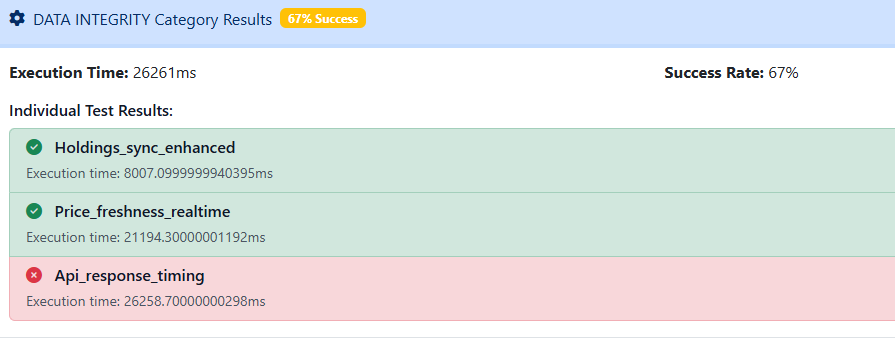 DATA INTEGRITY Category Results 67% Success
Execution Time: 26261ms Success Rate: 67%
Individual Test Results:
Holdings_sync_enhanced
Execution time: 8007.0999999940395ms
Price_freshness_realtime
Execution time: 21194.30000001192ms
Api_response_timing
Execution time: 26258.70000000298ms